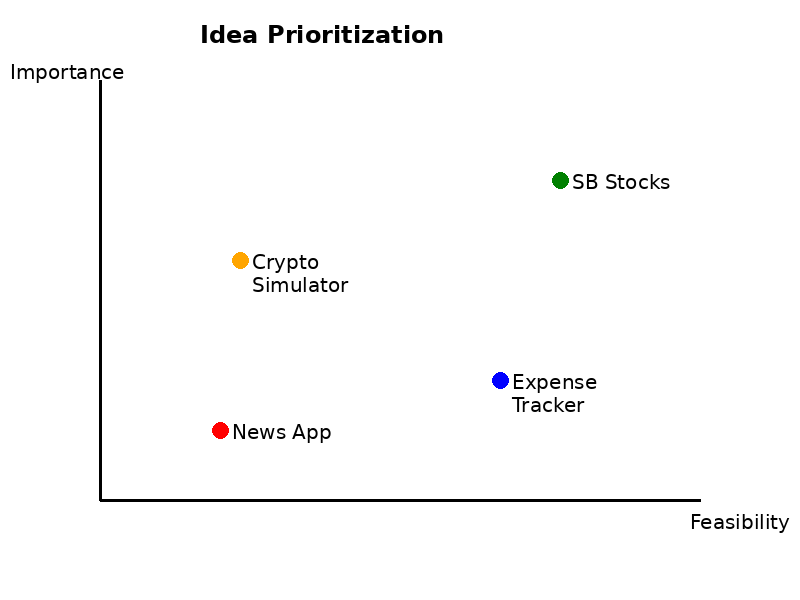 Idea Prioritization
Importance
SB Stocks
Crypto
Simulator
Expense
Tracker
News App
Feasibility